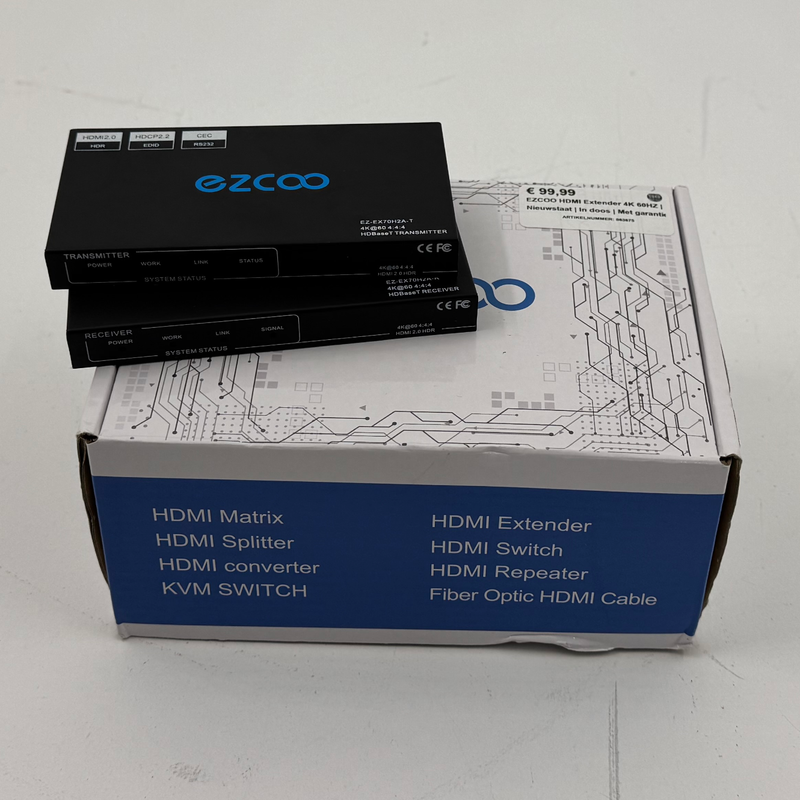 HDMI2.0
HDR
HDCP2.2
EDID
CEC
RS232
ezcoo
EZ-EX70H2A-T
4K@60 4:4:4
HDBaseT TRANSMITTER
TRANSMITTER
POWER WORK LINK STATUS
SYSTEM STATUS
CE FC
4K@60 4:4:4
HDMI 2.0 HDR
4K@60 4:4:4
HDBaseT RECEIVER
RECEIVER
POWER WORK LINK SIGNAL
SYSTEM STATUS
CE FC
4K@60 4:4:4
HDMI 2.0 HDR
€ 99,99
EZCOO HDMI Extender 4K 60HZ |
Nieuwstaat | In doos | Met garantie
HDMI Matrix
HDMI Splitter
HDMI converter
KVM SWITCH
HDMI Extender
HDMI Switch
HDMI Repeater
Fiber Optic HDMI Cable